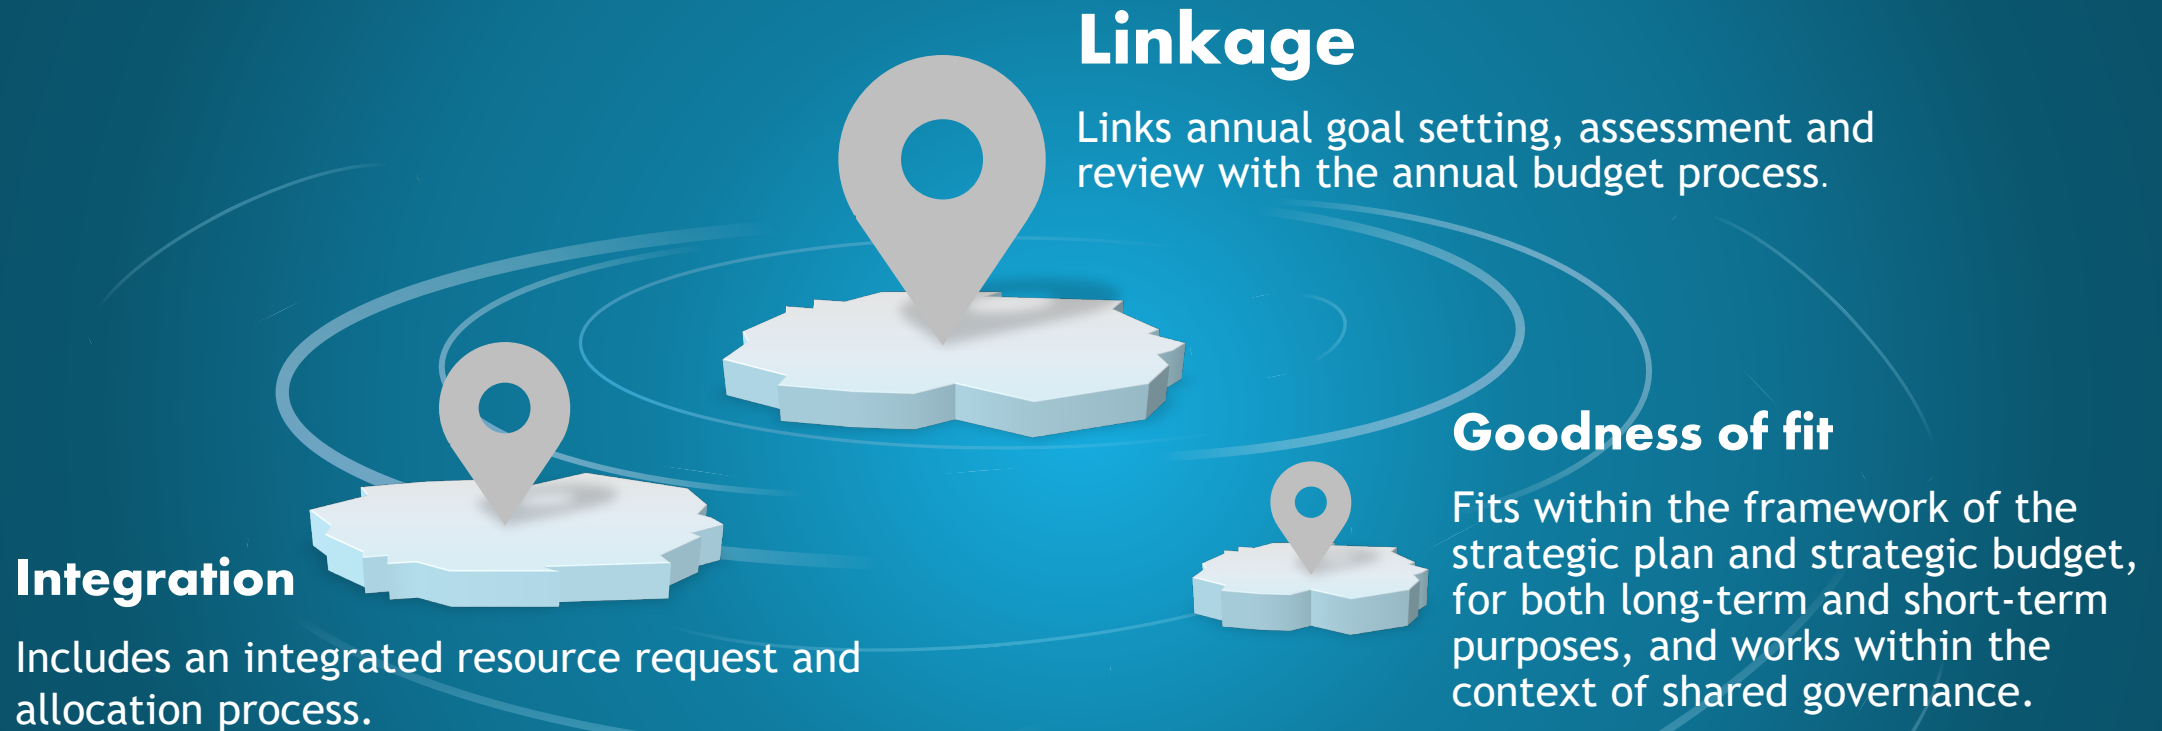 Linkage
Links annual goal setting, assessment and
review with the annual budget process.
Goodness of fit
Fits within the framework of the
strategic plan and strategic budget,
for both long-term and short-term
purposes, and works within the
context of shared governance.
Integration
Includes an integrated resource request and
allocation process.